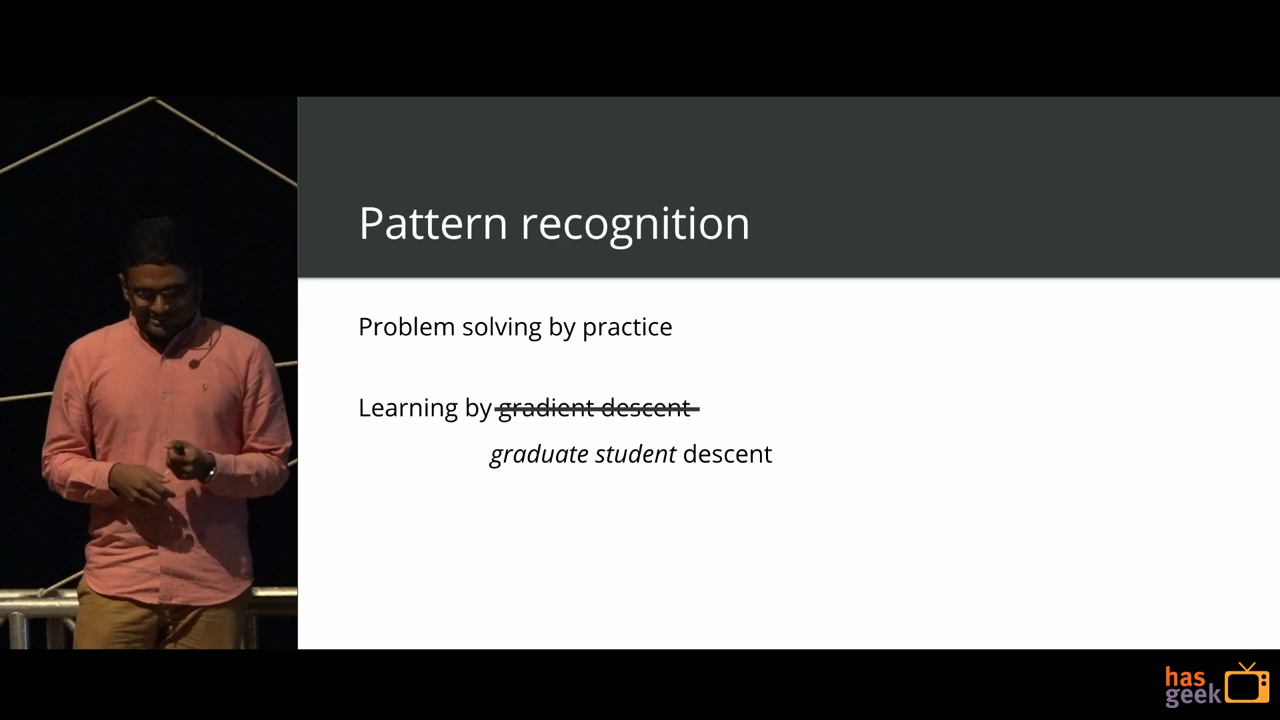 Pattern recognition
Problem solving by practice
Learning by gradient descent
graduate student descent
has
geek